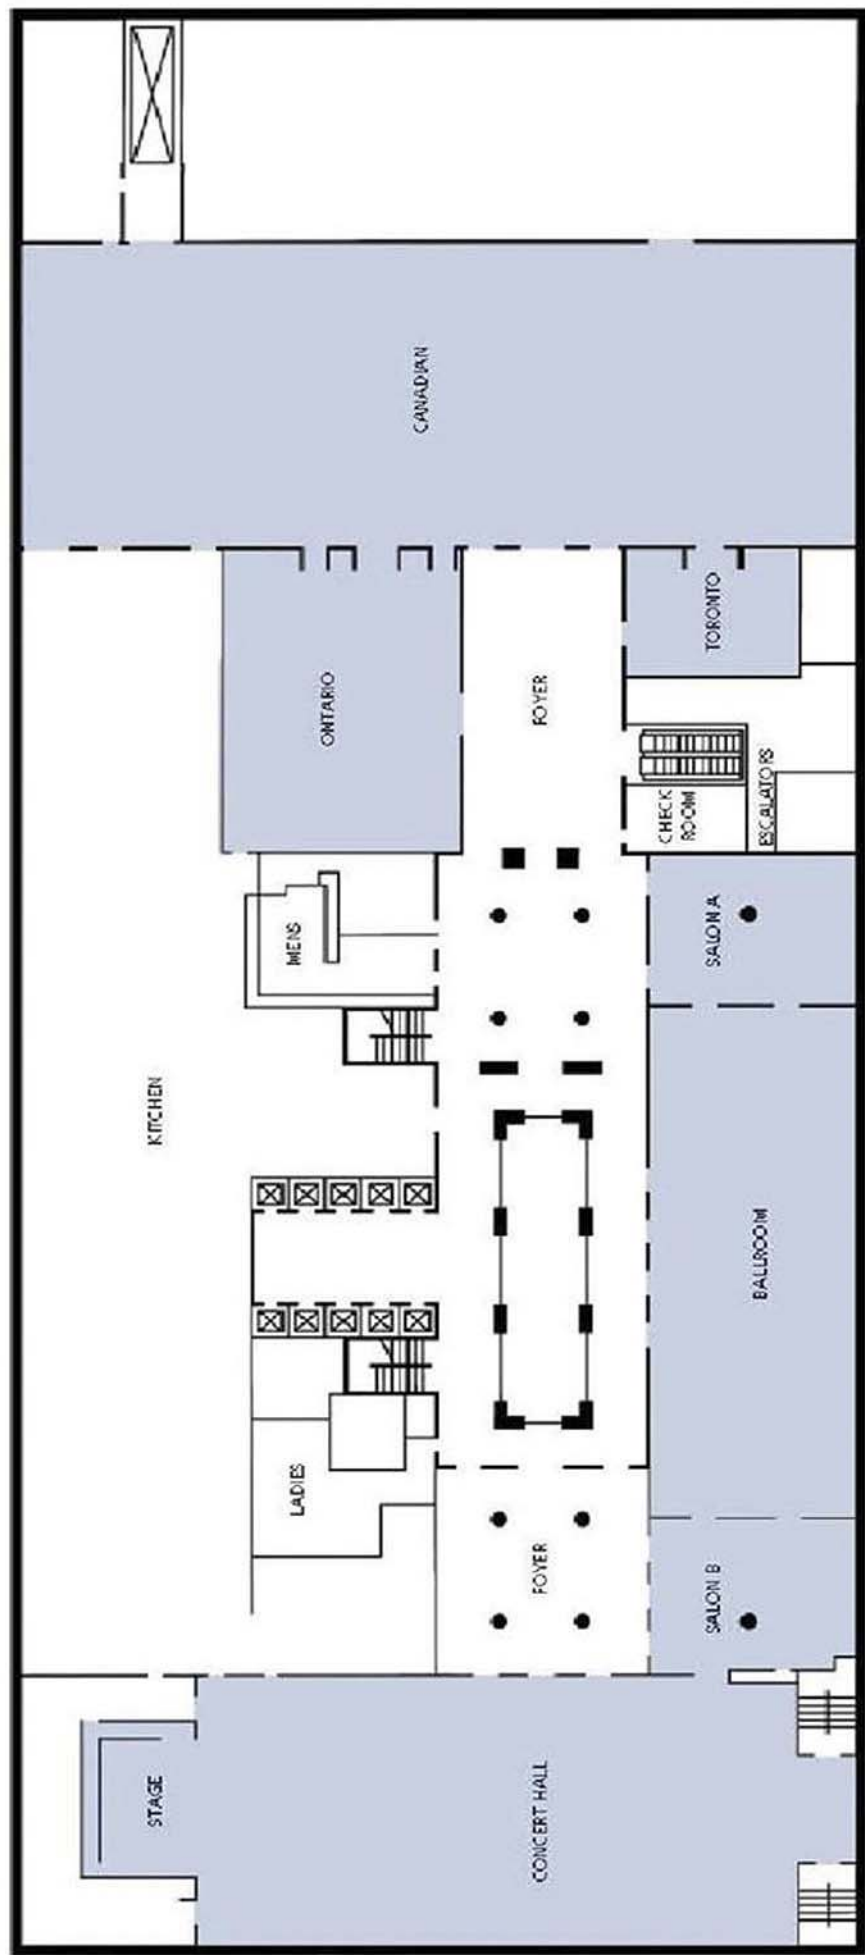 CANADIAN
TORONTO
ONTARIO
FOYER
CHECK
ROOM
ESCALATORS
SALON A
MENS
KITCHEN
BALLROOM
LADIES
FOYER
SALON B
STAGE
CONCERT HALL